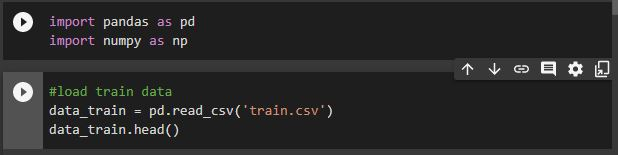 import pandas as pd
import numpy as np
#load train data
data_train = pd.read_csv('train.csv')
data_train.head()